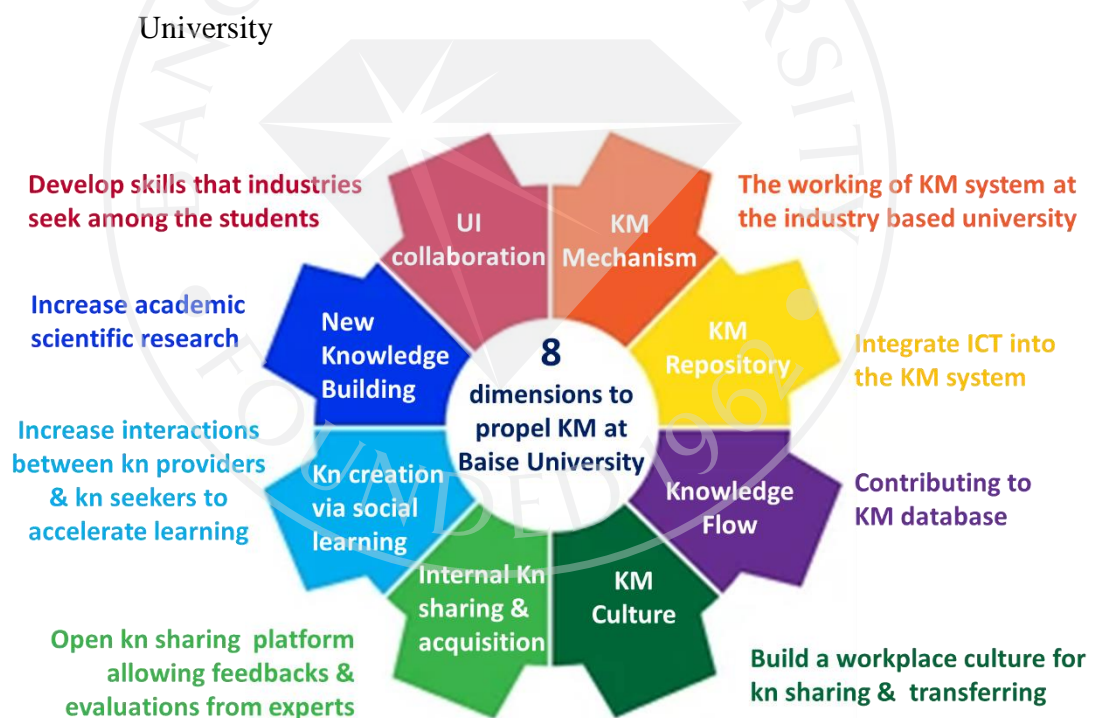 University
Develop skills that industries
seek among the students
UI
collaboration
KM
Mechanism
The working of KM system at
the industry based university
Increase academic
scientific research
New
Knowledge
Building
KM
Repository
Integrate ICT into
the KM system
8
dimensions to
propel KM at
Baise University
Increase interactions
between kn providers
& kn seekers to
accelerate learning
Kn creation
via social
learning
Knowledge
Flow
Contributing to
KM database
Internal Kn
sharing &
acquisition
KM
Culture
Open kn sharing platform
allowing feedbacks &
evaluations from experts
Build a workplace culture for
kn sharing & transferring
FOUNDED 1962